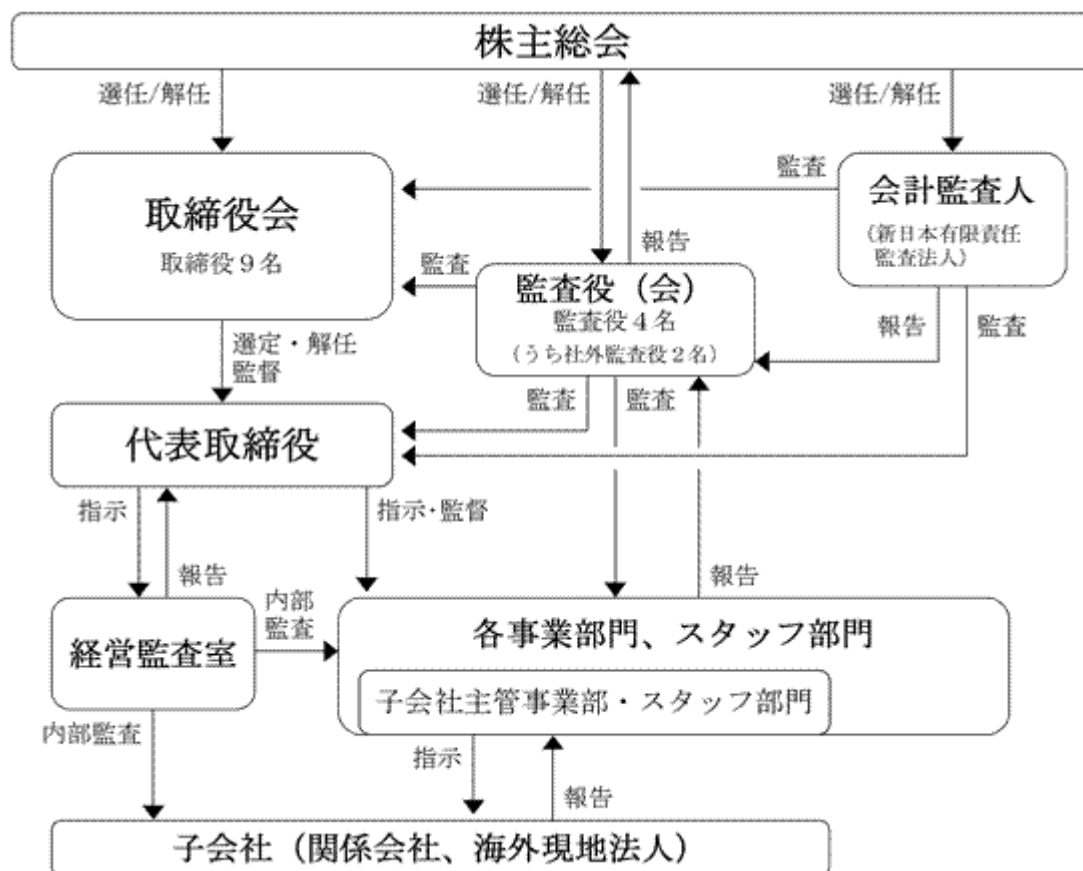 株主総会
選任/解任
選任/解任
選任/解任
取締役会
取締役9名
監査
会計監査人
(新日本有限責任
監査法人)
報告
監査
監査役(会)
監査役4名
(うち社外監査役2名)
報告
監査
選定・解任
監督
監査
監査
代表取締役
指示
指示・監督
報告
報告
内部
監査
経営監査室
各事業部門、スタッフ部門
子会社主管事業部・スタッフ部門
内部監査
指示
報告
子会社(関係会社、海外現地法人)